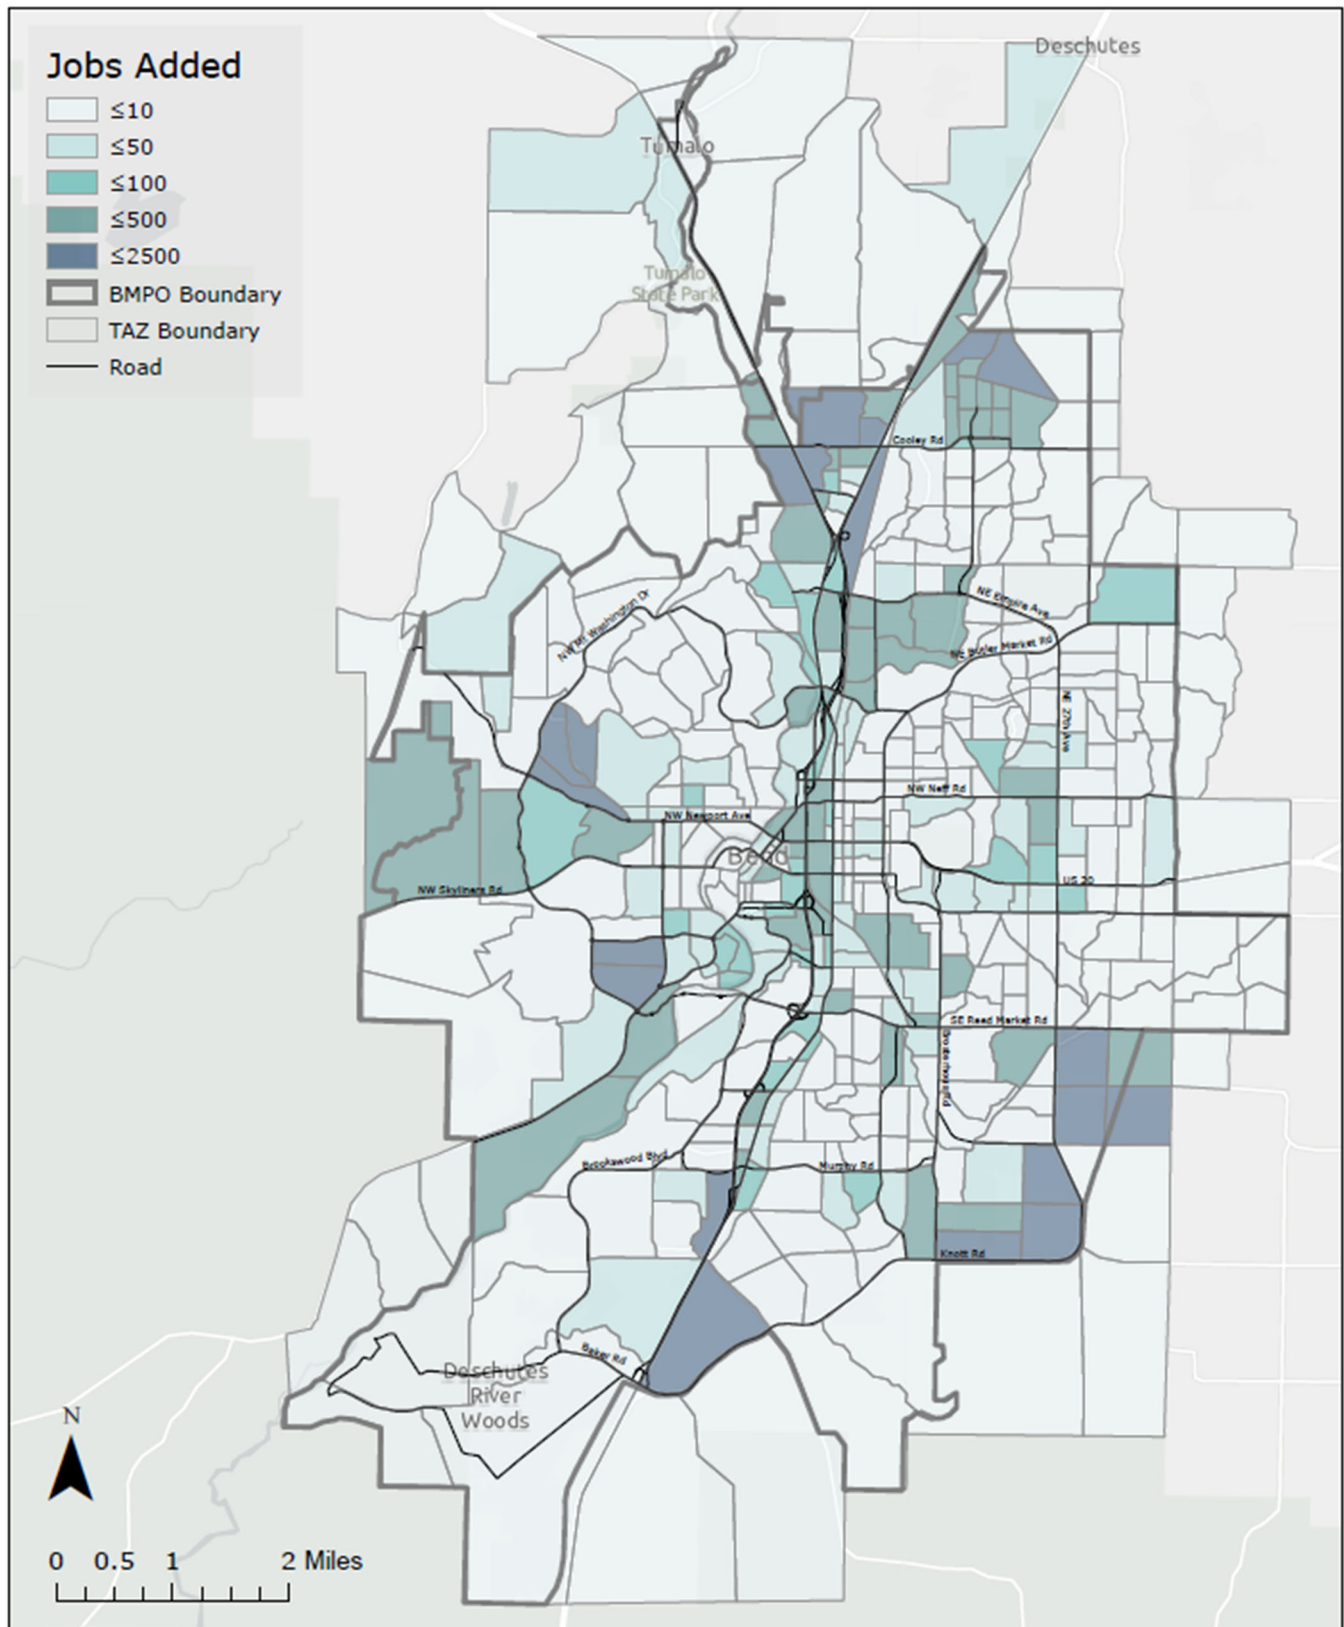 Jobs Added
≤10
≤50
≤100
≤500
≤2500
BMPO Boundary
TAZ Boundary
Road
Deschutes
Tumalo
Tumalo
State Park
Cooley Rd
NE Empire Ave
NW Mt Washington Dr
NE Butler Market Rd
NE 27th Ave
NW Neff Rd
NW Newport Ave
Bend
US 20
NW Skyliners Rd
SE Reed Market Rd
Brosterhous Rd
Brookswood Blvd
Murphy Rd
Knott Rd
Baker Rd
Deschutes
River
Woods
N
0 0.5 1 2 Miles